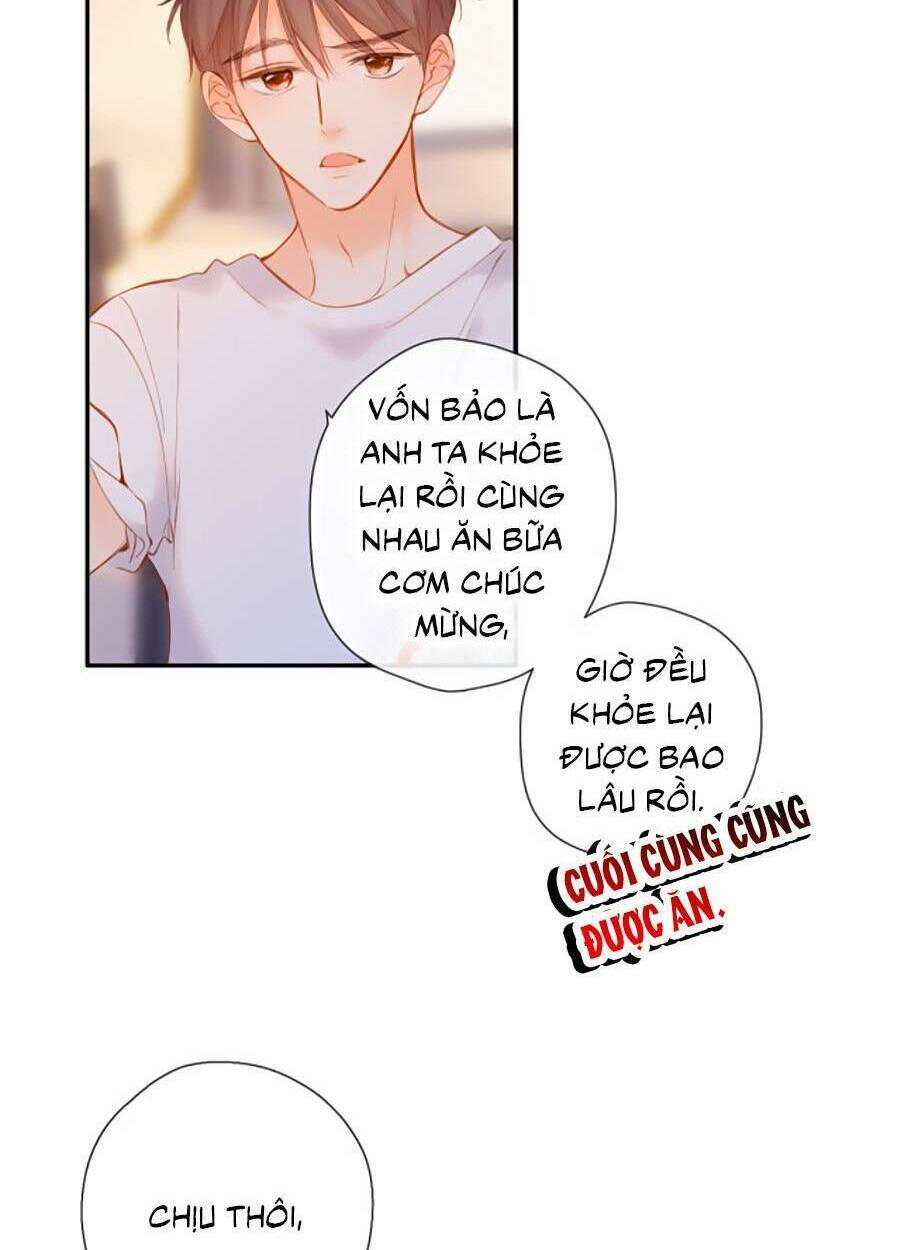 VỐN BẢO LÀ
ANH TA KHỎE
LẠI RỒI CÙNG
NHAU ĂN BỮA
CƠM CHÚC
MỪNG,
GIỜ ĐỀU
KHỎE LẠI
ĐƯỢC BAO
LÂU RỒI.
CUỐI CÙNG CŨNG
ĐƯỢC ĂN.
CHỊU THÔI,